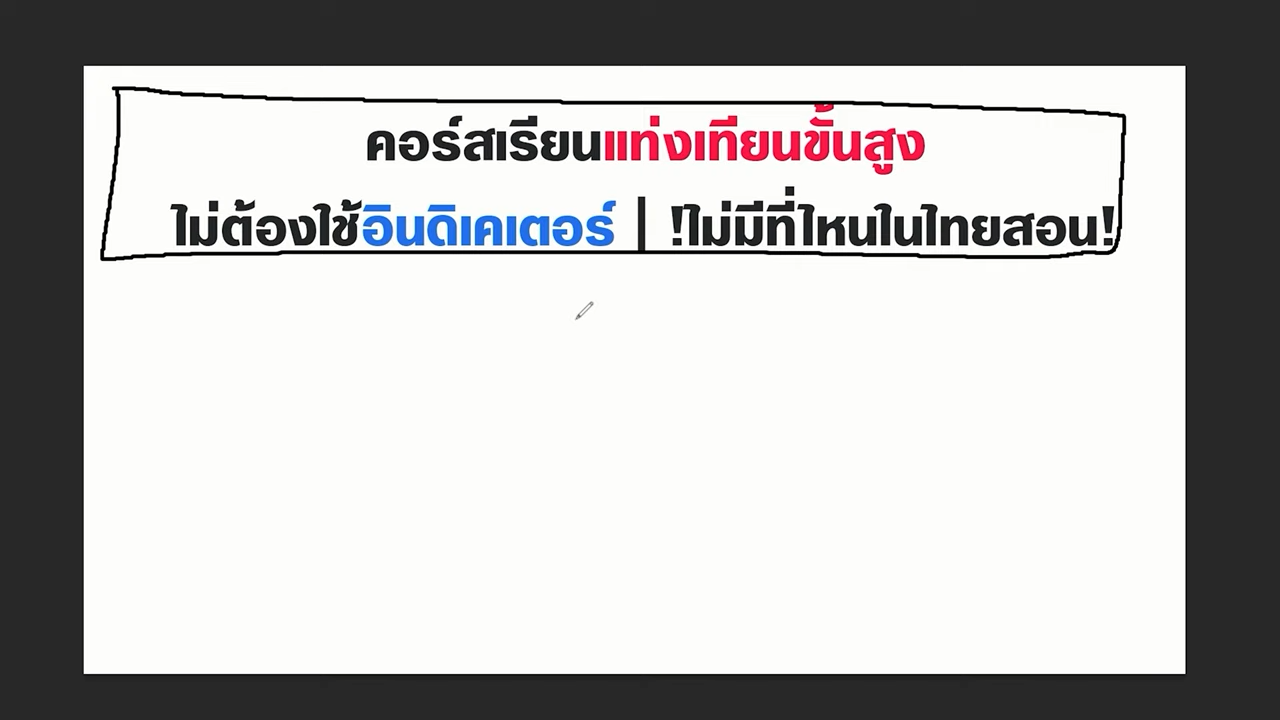 คอร์สเรียนแท่งเทียนขั้นสูง
ไม่ต้องใช้อินดิเคเตอร์ | !ไม่มีที่ไหนในไทยสอน!